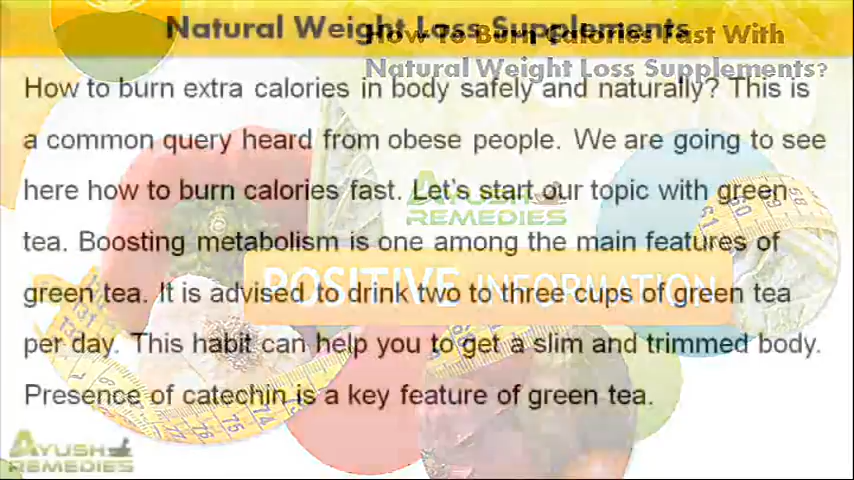 Natural Weight Loss Supplements
How To Burn Calories Fast With
Natural Weight Loss Supplements?
How to burn extra calories in body safely and naturally? This is
a common query heard from obese people. We are going to see
here how to burn calories fast. Let's start our topic with green
AYUSH
REMEDIES
tea. Boosting metabolism is one among the main features of
POSITIVE INFORMATION
green tea. It is advised to drink two to three cups of green tea
per day. This habit can help you to get a slim and trimmed body.
Presence of catechin is a key feature of green tea.
AYUSH
REMEDIES